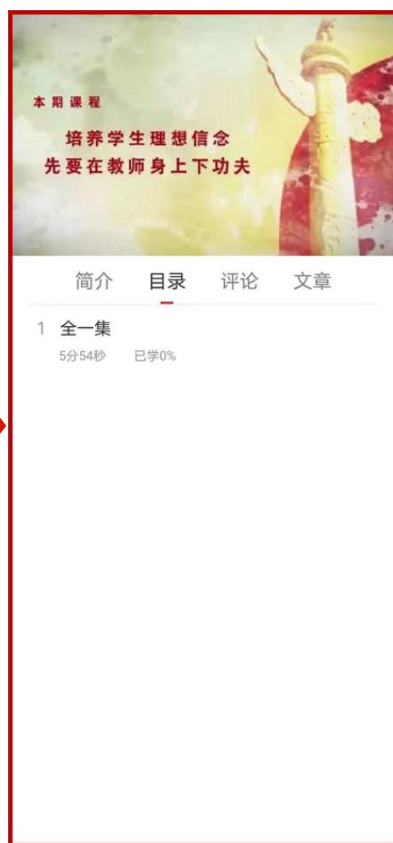 本期课程
培养学生理想信念
先要在教师身上下功夫
简介 目录 评论 文章
1 全一集
5分54秒 已学0%